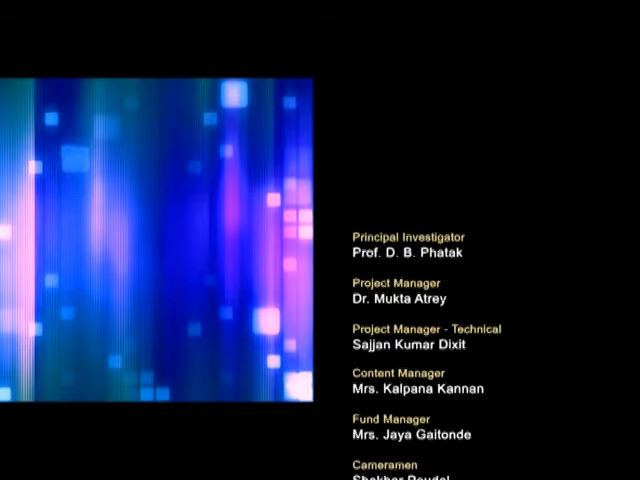 Principal Investigator
Prof. D. B. Phatak
Project Manager
Dr. Mukta Atrey
Project Manager - Technical
Sajjan Kumar Dixit
Content Manager
Mrs. Kalpana Kannan
Fund Manager
Mrs. Jaya Gaitonde
Cameramen